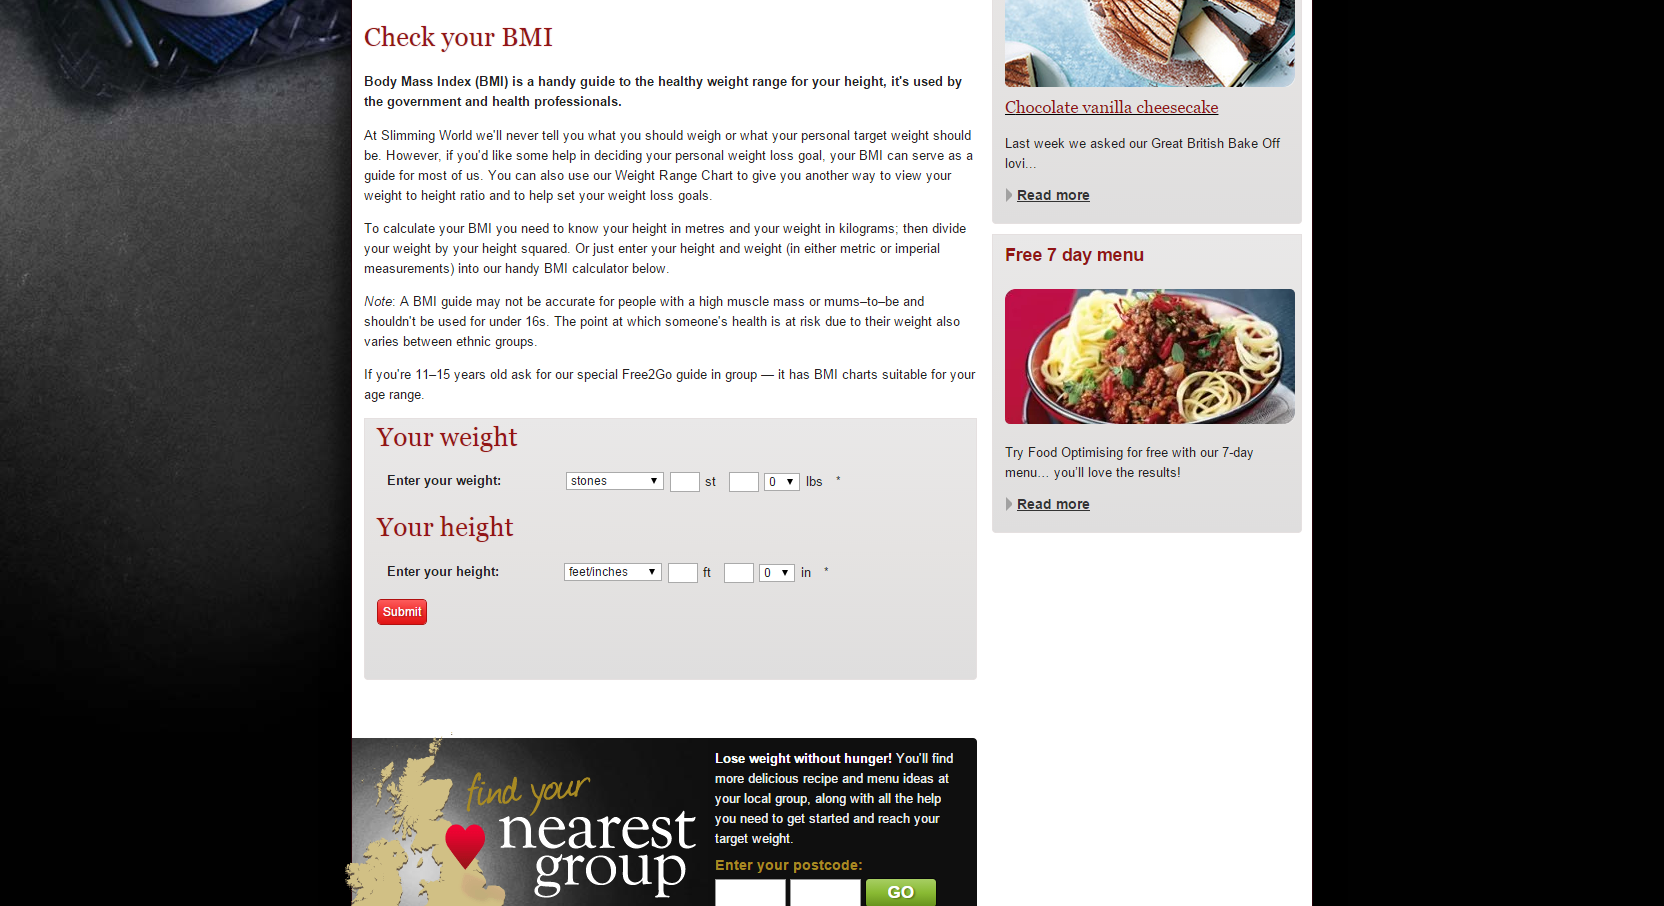 Check your BMI
Body Mass Index (BMI) is a handy guide to the healthy weight range for your height, it's used by
the government and health professionals.
At Slimming World we'll never tell you what you should weigh or what your personal target weight should
be. However, if you'd like some help in deciding your personal weight loss goal, your BMI can serve as a
guide for most of us. You can also use our Weight Range Chart to give you another way to view your
weight to height ratio and to help set your weight loss goals.
To calculate your BMI you need to know your height in metres and your weight in kilograms; then divide
your weight by your height squared. Or just enter your height and weight (in either metric or imperial
measurements) into our handy BMI calculator below.
Note: A BMI guide may not be accurate for people with a high muscle mass or mums–to–be and
shouldn't be used for under 16s. The point at which someone's health is at risk due to their weight also
varies between ethnic groups.
If you're 11–15 years old ask for our special Free2Go guide in group — it has BMI charts suitable for your
age range.
Your weight
Enter your weight: stones st 0 lbs *
Your height
Enter your height: feet/inches ft 0 in *
Submit
find your
nearest
group
Lose weight without hunger! You'll find
more delicious recipe and menu ideas at
your local group, along with all the help
you need to get started and reach your
target weight.
Enter your postcode:
GO
Chocolate vanilla cheesecake
Last week we asked our Great British Bake Off
lovi...
Read more
Free 7 day menu
Try Food Optimising for free with our 7-day
menu... you'll love the results!
Read more